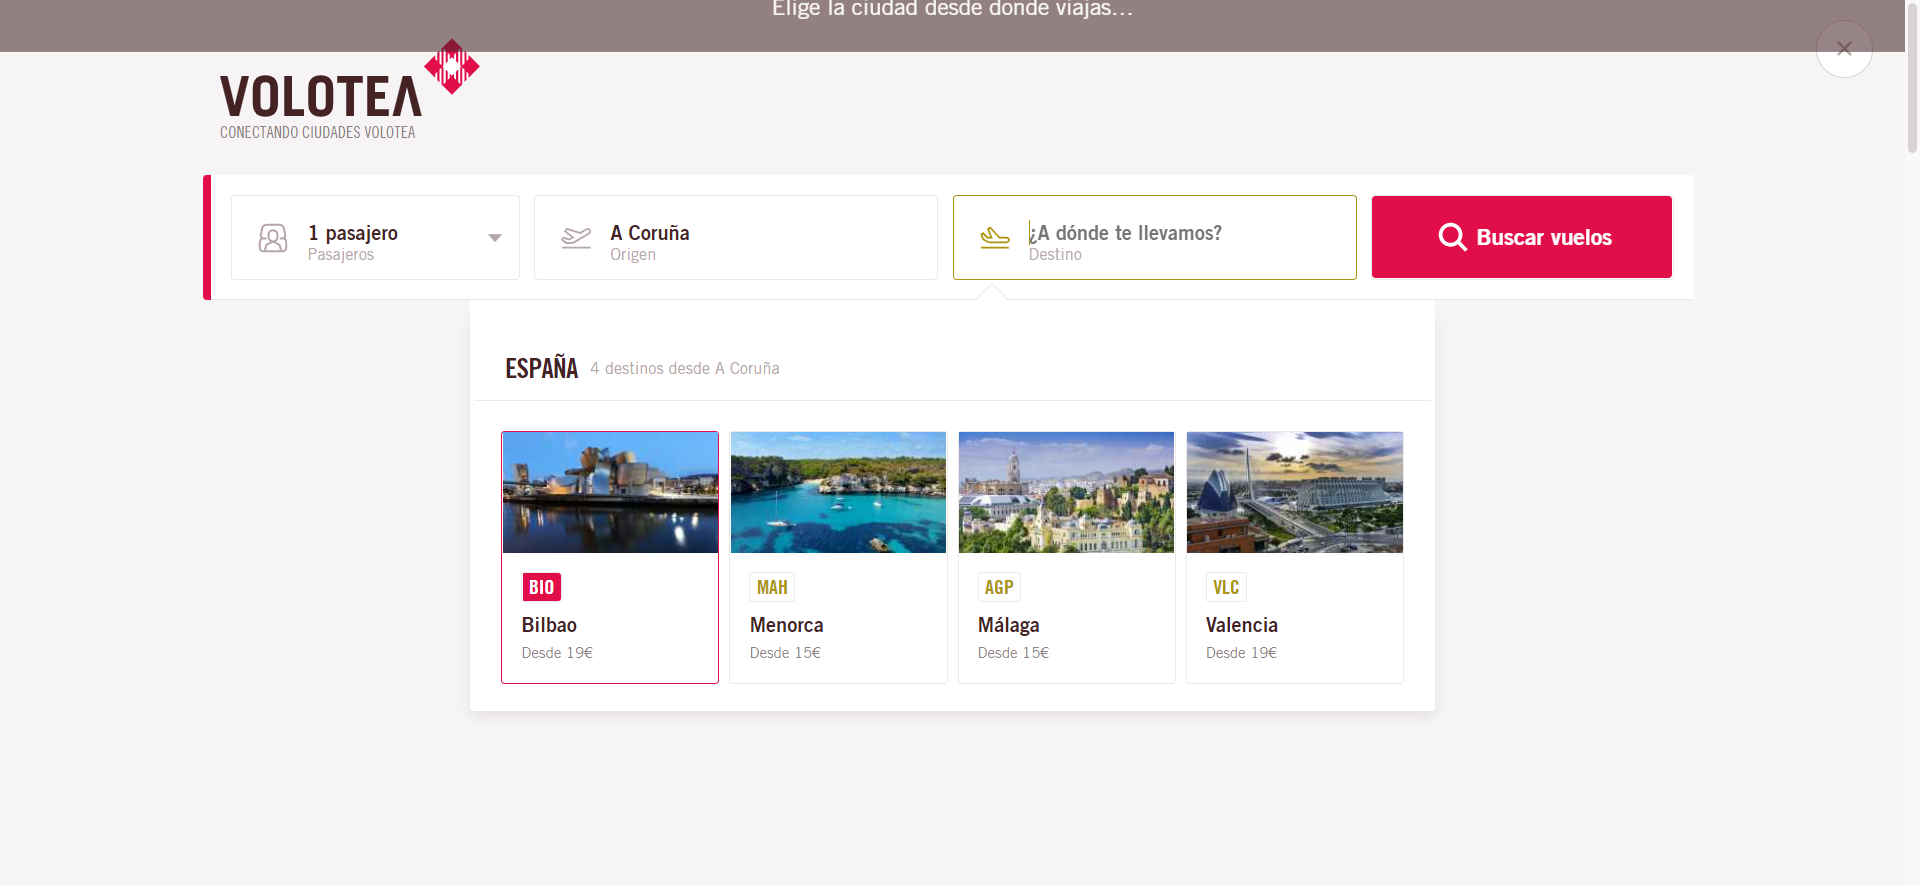 Elige la ciudad desde donde viajas...
VOLOTEA
CONECTANDO CIUDADES VOLOTEA
1 pasajero
Pasajeros
A Coruña
Origen
¿A dónde te llevamos?
Destino
Buscar vuelos
ESPAÑA 4 destinos desde A Coruña
BIO
Bilbao
Desde 19€
MAH
Menorca
Desde 15€
AGP
Málaga
Desde 15€
VLC
Valencia
Desde 19€